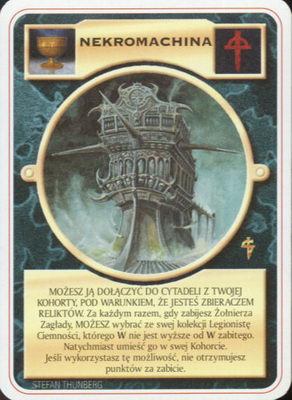 NEKROMACHINA
MOŻESZ JĄ DOŁĄCZYĆ DO CYTADELI Z TWOJEJ
KOHORTY, POD WARUNKIEM, ŻE JESTEŚ ZBIERACZEM
RELIKTÓW. Za każdym razem, gdy zabijesz Żołnierza
Zagłady, MOŻESZ wybrać ze swej kolekcji Legionistę
Ciemności, którego W nie jest wyższe od W zabitego.
Natychmiast umieść go w swej Kohorcie.
Jeśli wykorzystasz tę możliwość, nie otrzymujesz
punktów za zabicie.
STEFAN THUNBERG